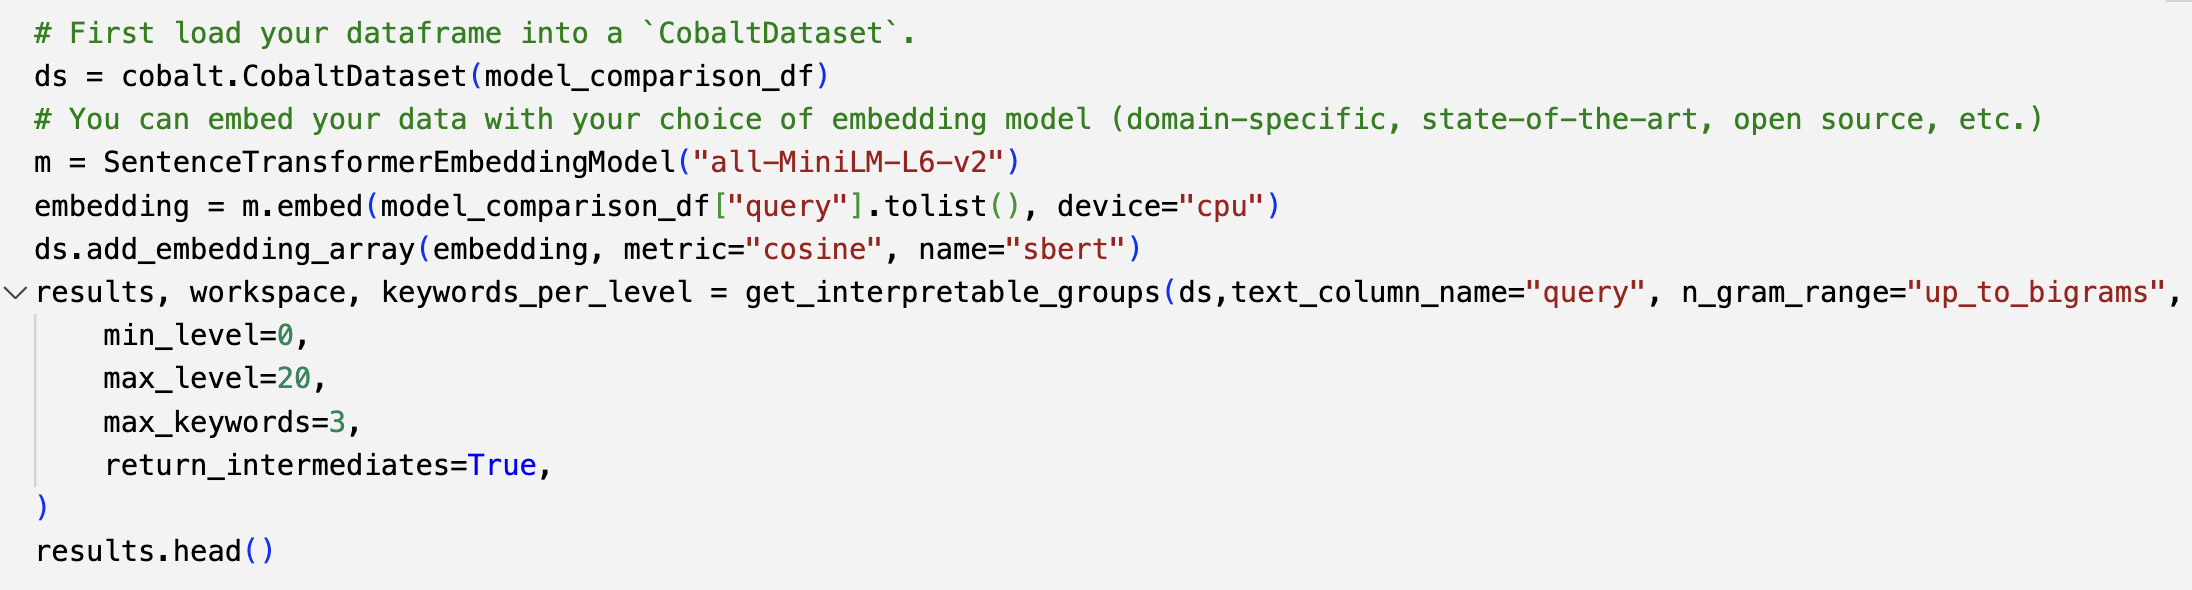 # First load your dataframe into a `CobaltDataset`.
ds = cobalt.CobaltDataset(model_comparison_df)
# You can embed your data with your choice of embedding model (domain-specific, state-of-the-art, open source, etc.)
m = SentenceTransformerEmbeddingModel("all-MiniLM-L6-v2")
embedding = m.embed(model_comparison_df["query"].tolist(), device="cpu")
ds.add_embedding_array(embedding, metric="cosine", name="sbert")
results, workspace, keywords_per_level = get_interpretable_groups(ds,text_column_name="query", n_gram_range="up_to_bigrams",
    min_level=0,
    max_level=20,
    max_keywords=3,
    return_intermediates=True,
)
results.head()